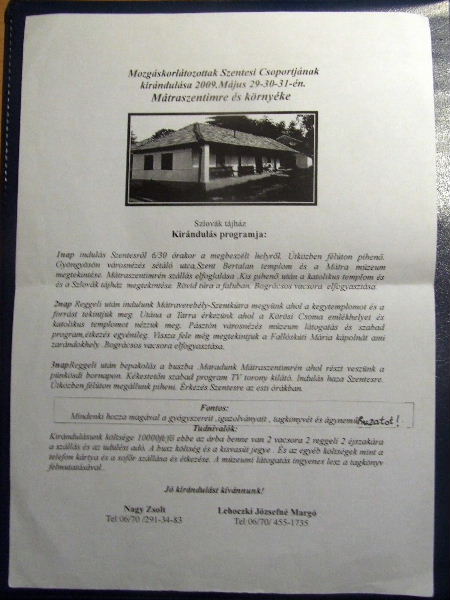 Mozgáskorlátozottak Szentesi Csoportjának
kirándulása 2009.Május 29-30-31-én.
Mátraszentimre és környéke
Szlovák tájház
Kirándulás programja:
1nap indulás Szentesről 6/30 órakor a megbeszélt helyről. Útközben félúton pihenő.
Gyöngyösön városnézés sétáló utca,Szent Bertalan templom és a Mátra múzeum
megtekintése. Mátraszentimrén szállás elfoglalása .Kis pihenő után a katolikus templom és
és a Szlovák tájház megtekintése. Rövid túra a faluban. Bográcsos vacsora elfogyasztása.
2nap Reggeli után indulunk Mátraverebély-Szentkútra megyünk ahol a kegytemplomot és a
forrást tekintjük meg. Utána a Tarra érkezünk ahol a Kőrösi Csoma emlékhelyet és
katolikus templomot nézzük meg. Pásztón városnézés múzeum látogatás és szabad
program,étkezés egyénileg. Vissza fele még megtekintjük a Fallóskúti Mária kápolnát ami
zarándokhely .Bográcsos vacsora elfogyasztása.
3napReggeli után bepakolás a buszba .Maradunk Mátraszentimrén ahol részt veszünk a
pünkösdi bornapon. Kékestetőn szabad program TV torony kilátó. Indulás haza Szentesre.
Útközben félúton megállunk pihenni. Érkezés Szentesre az esti órákban.
Fontos:
Mindenki hozza magával a gyógyszereit ,igazolványait , tagkönyvét és ágynemű huzatot!
Tudnivalók:
Kirándulásunk költsége 10000ft/fő ebbe az árba benne van 2 vacsora 2 reggeli 2 éjszakára
a szállás és az üdülési adó. A busz költség és a kisvasút jegye . És az egyéb költségek mint a
telefon kártya és a sofőr szállása és étkezése. A múzeumi látogatás ingyenes lesz a tagkönyv
felmutatásával.
Jó kirándulást kívánnunk!
Nagy Zsolt Lehoczki Józsefné Margó
Tel:06/70 /291-34-83 Tel:06/70/ 455-1735